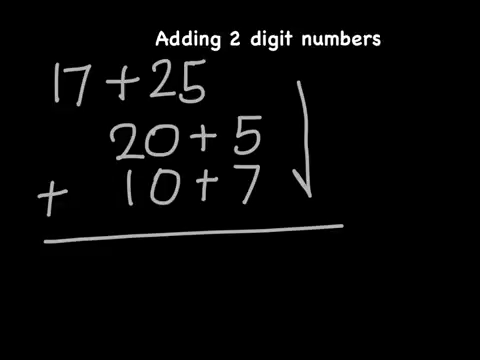 Adding 2 digit numbers
17 + 25
20 + 5
+ 10 + 7